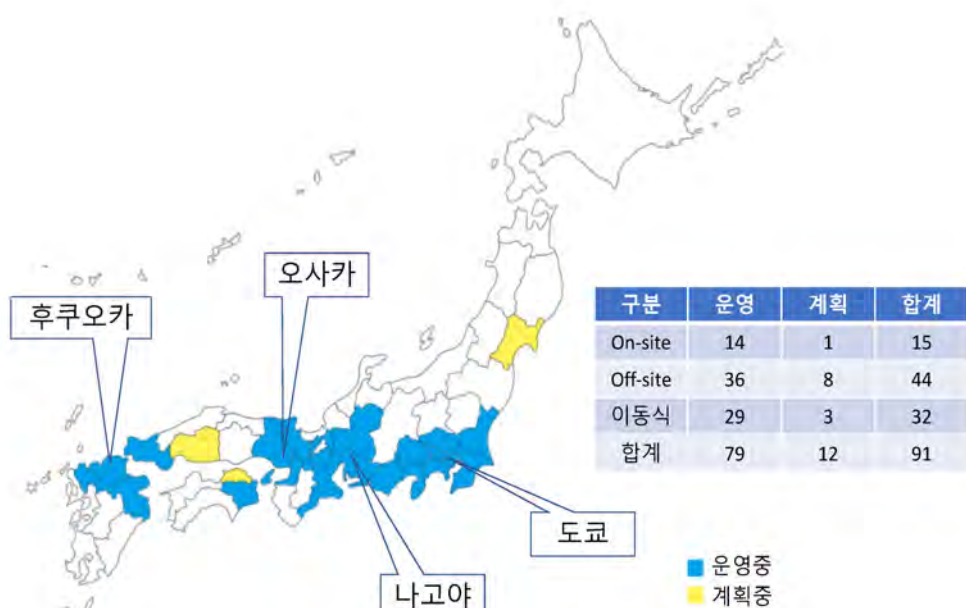 오사카
후쿠오카
구분 운영 계획 합계
On-site 14 1 15
Off-site 36 8 44
이동식 29 3 32
합계 79 12 91
도쿄
나고야
운영중
계획중